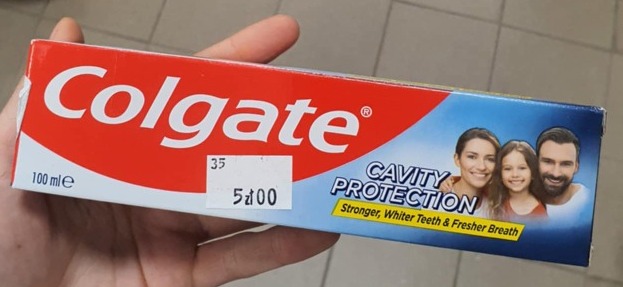 Colgate®
100 ml℮
35
5zł00
CAVITY
PROTECTION
Stronger, Whiter Teeth & Fresher Breath